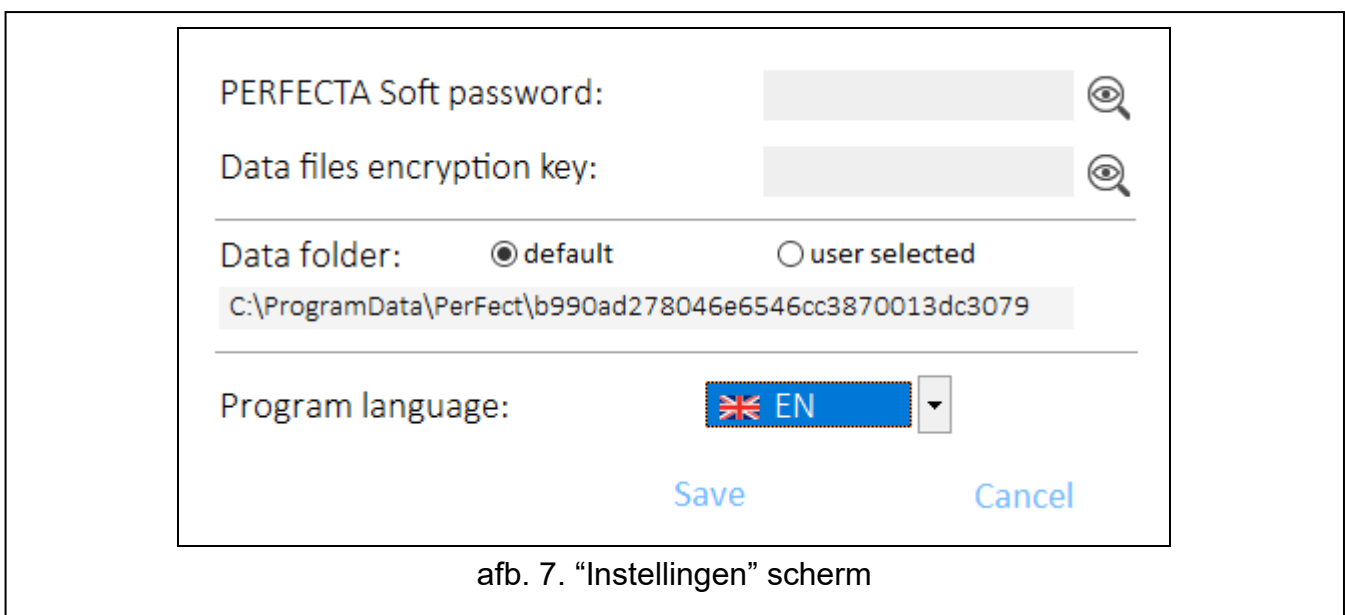 PERFECTA Soft password:
Data files encryption key:
Data folder: default user selected
C:\ProgramData\PerFect\b990ad278046e6546cc3870013dc3079
Program language: EN
Save Cancel
afb. 7. “Instellingen” scherm